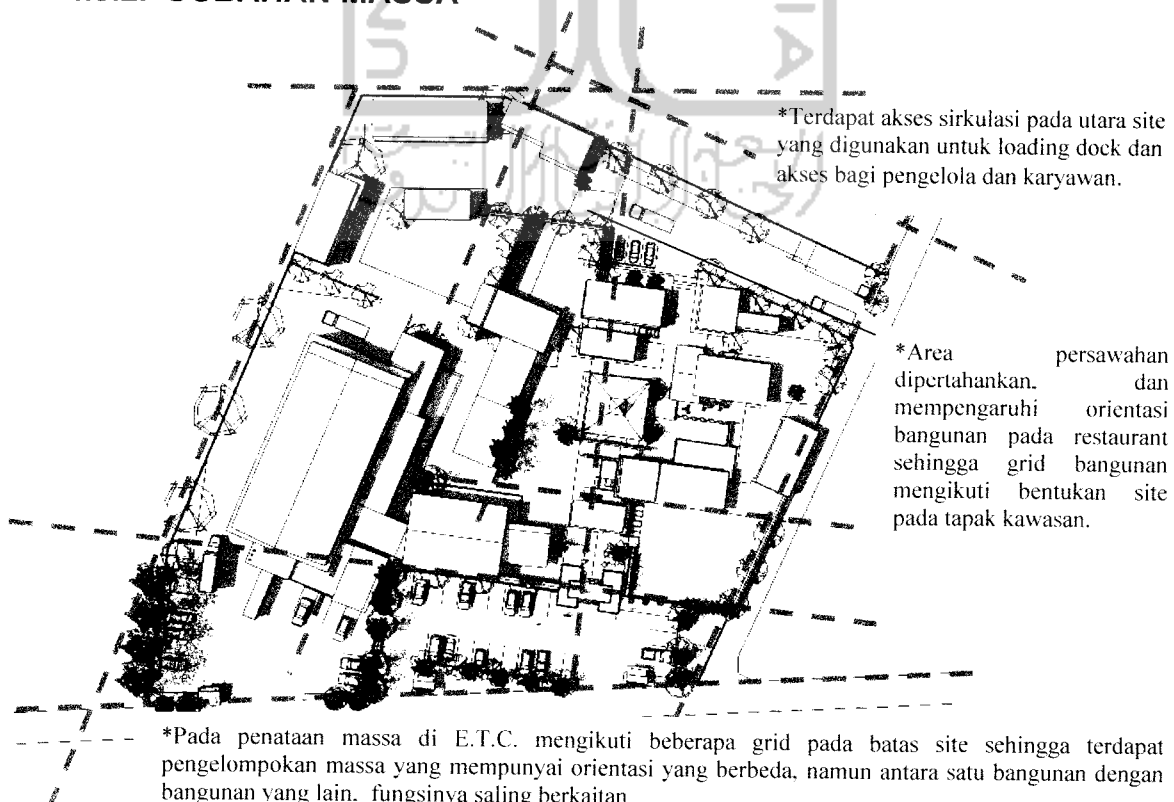 GUBAHAN MASSA
*Terdapat akses sirkulasi pada utara site
yang digunakan untuk loading dock dan
akses bagi pengelola dan karyawan.
*Area persawahan
dipertahankan, dan
mempengaruhi orientasi
bangunan pada restaurant
sehingga grid bangunan
mengikuti bentukan site
pada tapak kawasan.
*Pada penataan massa di E.T.C. mengikuti beberapa grid pada batas site sehingga terdapat
pengelompokan massa yang mempunyai orientasi yang berbeda, namun antara satu bangunan dengan
bangunan yang lain, fungsinya saling berkaitan